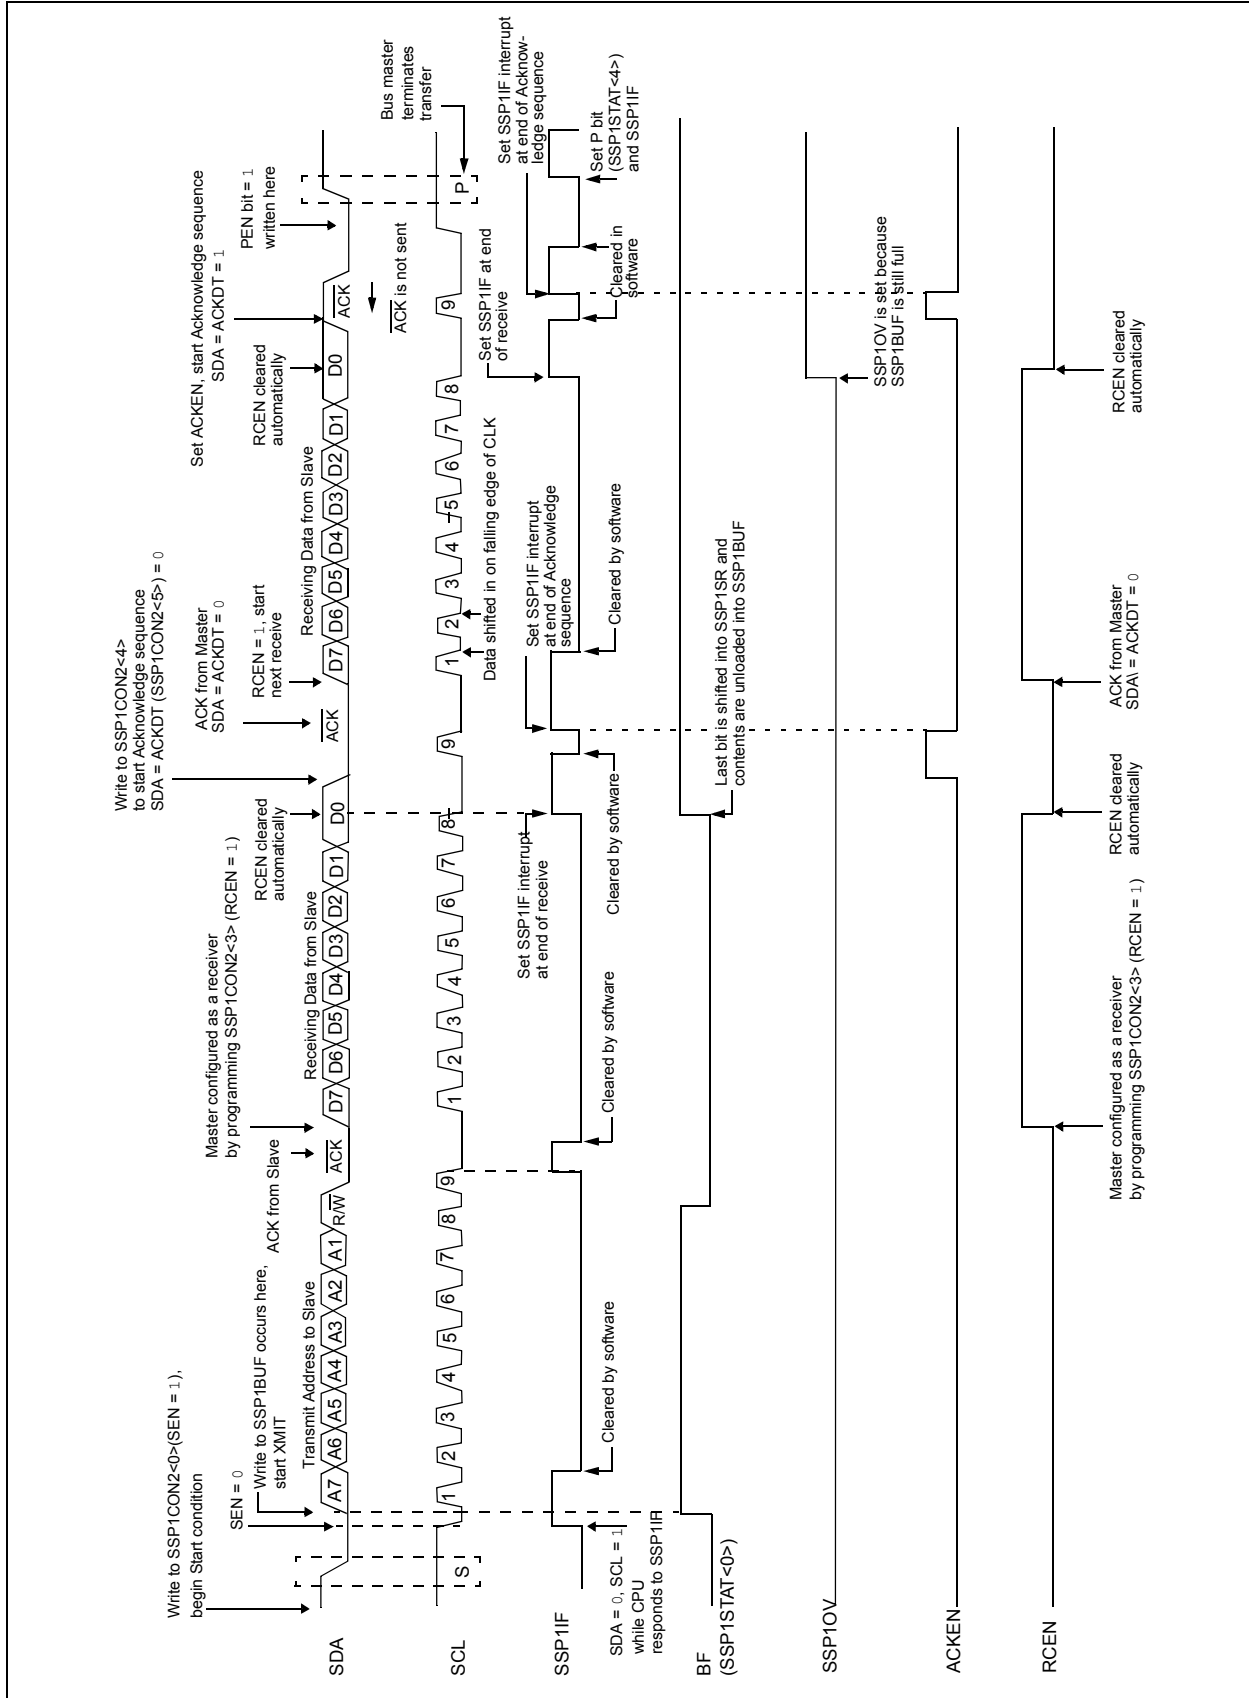 Write to SSP1CON2<0>(SEN = 1),
begin Start condition
SEN = 0
Write to SSP1BUF occurs here,
start XMIT
ACK from Slave
Master configured as a receiver
by programming SSP1CON2<3> (RCEN = 1)
RCEN cleared
automatically
Write to SSP1CON2<4>
to start Acknowledge sequence
SDA = ACKDT (SSP1CON2<5>) = 0
ACK from Master
SDA = ACKDT = 0
RCEN = 1, start
next receive
RCEN cleared
automatically
Set ACKEN, start Acknowledge sequence
SDA = ACKDT = 1
PEN bit = 1
written here
Transmit Address to Slave
Receiving Data from Slave
Receiving Data from Slave
SDA
A7 A6 A5 A4 A3 A2 A1 R/W ACK D7 D6 D5 D4 D3 D2 D1 D0 ACK D7 D6 D5 D4 D3 D2 D1 D0 ACK
ACK is not sent
Bus master
terminates
transfer
SCL
S 1 2 3 4 5 6 7 8 9 1 2 3 4 5 6 7 8 9 1 2 3 4 5 6 7 8 9 P
Data shifted in on falling edge of CLK
Set SSP1IF interrupt
at end of receive
Set SSP1IF interrupt
at end of Acknowledge
sequence
Set SSP1IF at end
of receive
Set SSP1IF interrupt
at end of Acknow-
ledge sequence
SSP1IF
SDA = 0, SCL = 1
while CPU
responds to SSP1IF
Cleared by software
Cleared by software
Cleared by software
Cleared by software
Cleared in
software
Set P bit
(SSP1STAT<4>)
and SSP1IF
BF
(SSP1STAT<0>)
Last bit is shifted into SSP1SR and
contents are unloaded into SSP1BUF
SSP1OV
SSP1OV is set because
SSP1BUF is still full
ACKEN
RCEN
Master configured as a receiver
by programming SSP1CON2<3> (RCEN = 1)
RCEN cleared
automatically
ACK from Master
SDA\ = ACKDT = 0
RCEN cleared
automatically